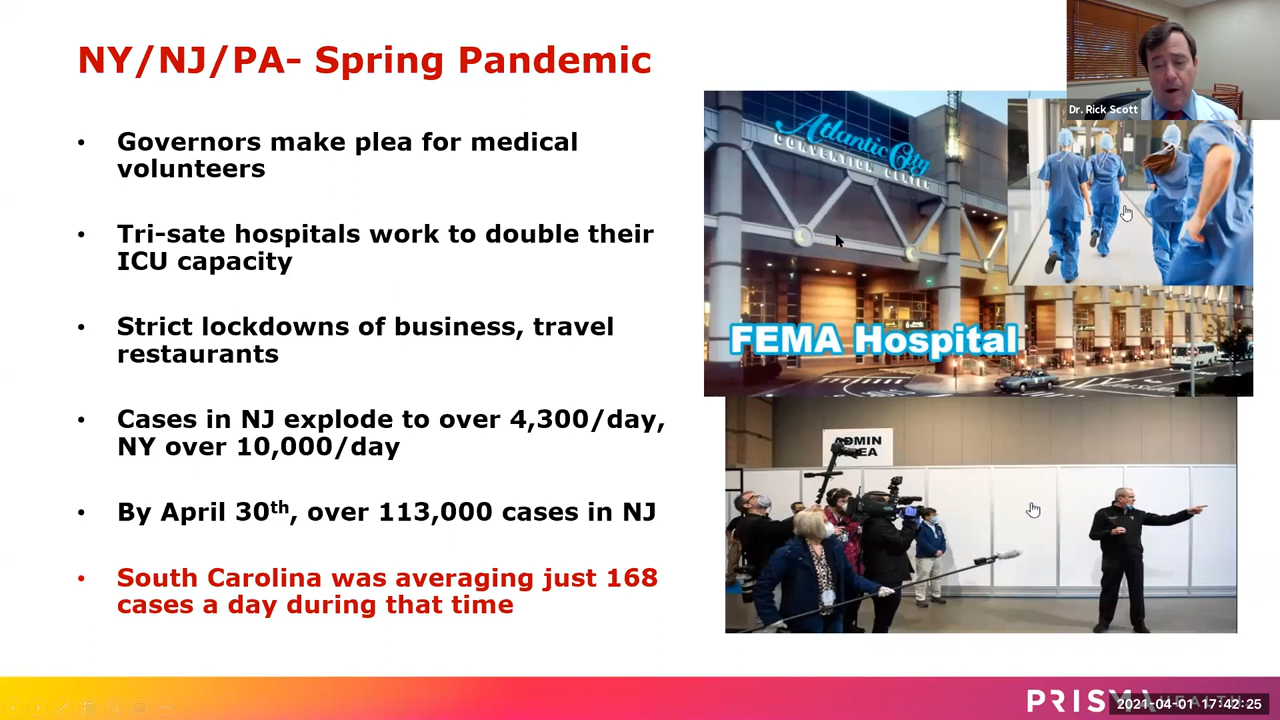 NY/NJ/PA- Spring Pandemic
Dr. Rick Scott
• Governors make plea for medical
volunteers
• Tri-sate hospitals work to double their
ICU capacity
• Strict lockdowns of business, travel
restaurants
• Cases in NJ explode to over 4,300/day,
NY over 10,000/day
• By April 30th, over 113,000 cases in NJ
• South Carolina was averaging just 168
cases a day during that time
Atlantic City
CONVENTION CENTER
FEMA Hospital
ADMIN
AREA
PRISMA HEALTH
2021-04-01 17:42:25